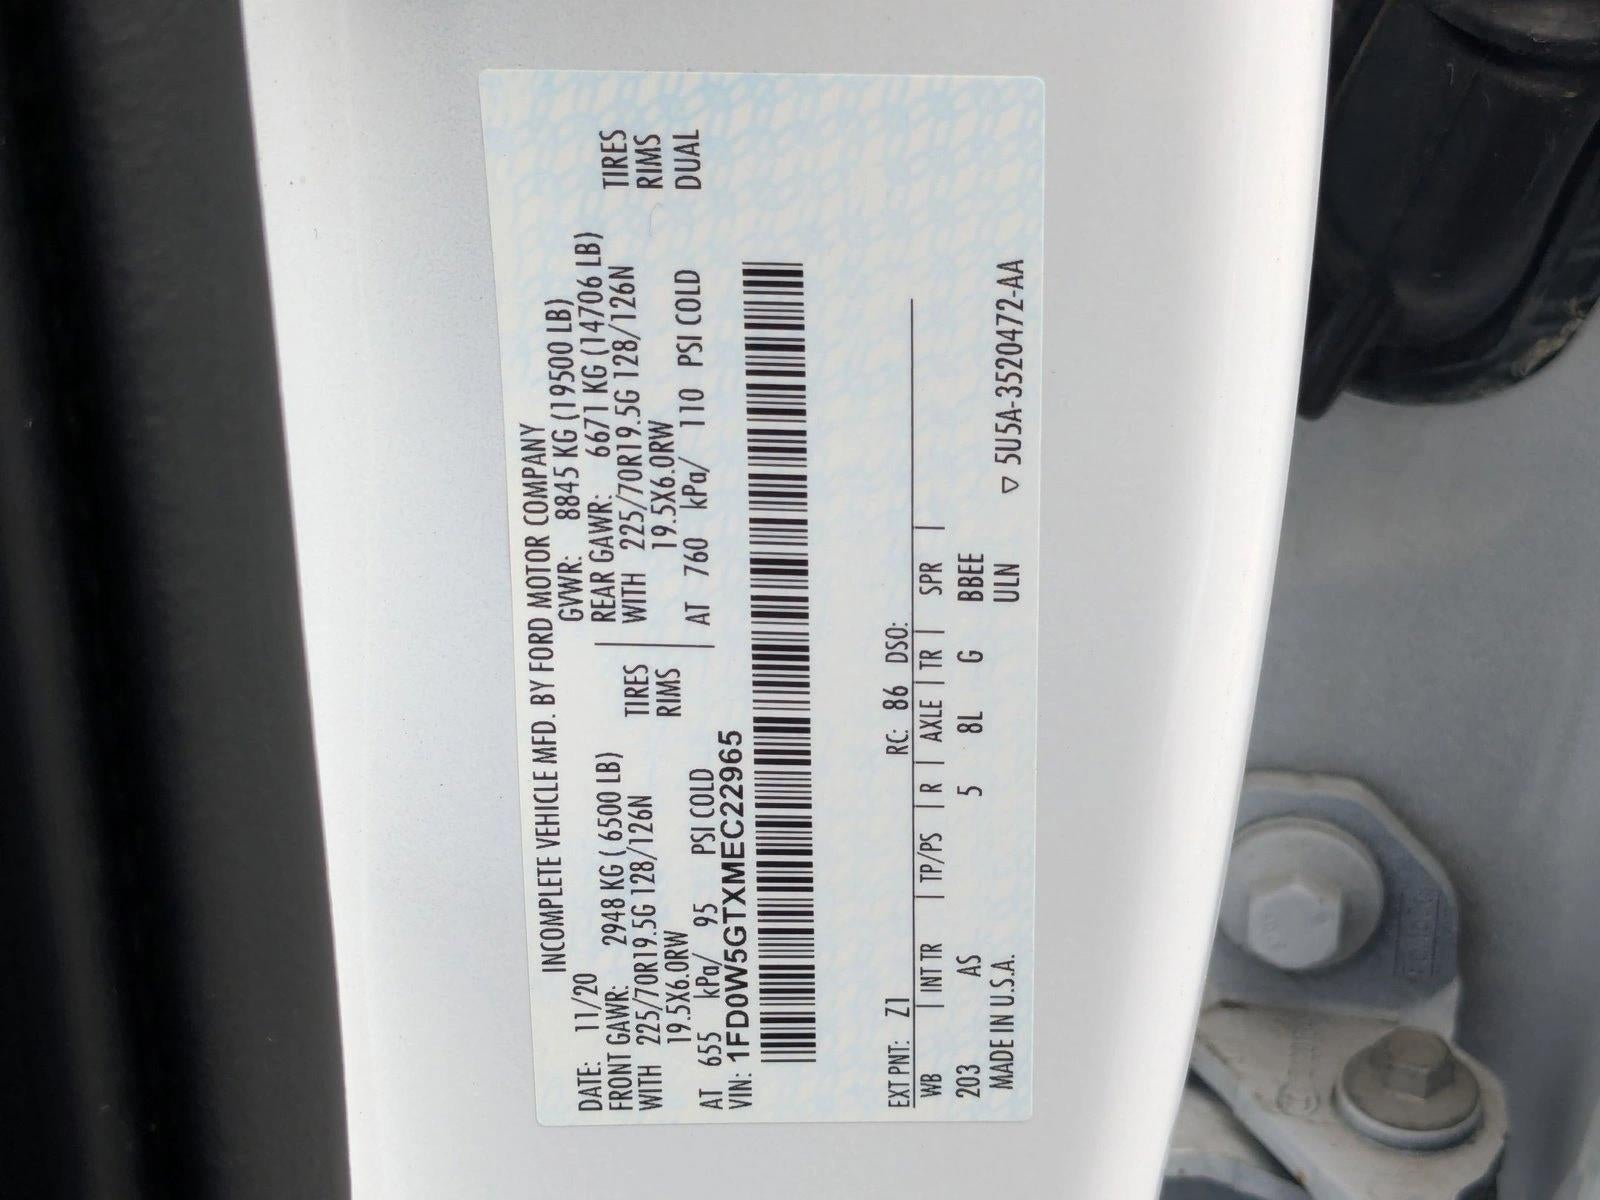 INCOMPLETE VEHICLE MFD. BY FORD MOTOR COMPANY
DATE: 11/20 GVWR: 8845 KG (19500 LB)
FRONT GAWR: 2948 KG ( 6500 LB) REAR GAWR: 6671 KG (14706 LB)
WITH 225/70R19.5G 128/126N TIRES WITH 225/70R19.5G 128/126N TIRES
19.5X6.0RW RIMS 19.5X6.0RW RIMS
AT 655 kPa/ 95 PSI COLD AT 760 kPa/ 110 PSI COLD DUAL
VIN: 1FD0W5GTXMEC22965
EXT PNT: Z1 RC: 86 DSO:
WB | INT TR | TP/PS | R | AXLE | TR | SPR |
203 AS 5 8L G BBEE
MADE IN U.S.A. ULN ▽ 5U5A-3520472-AA